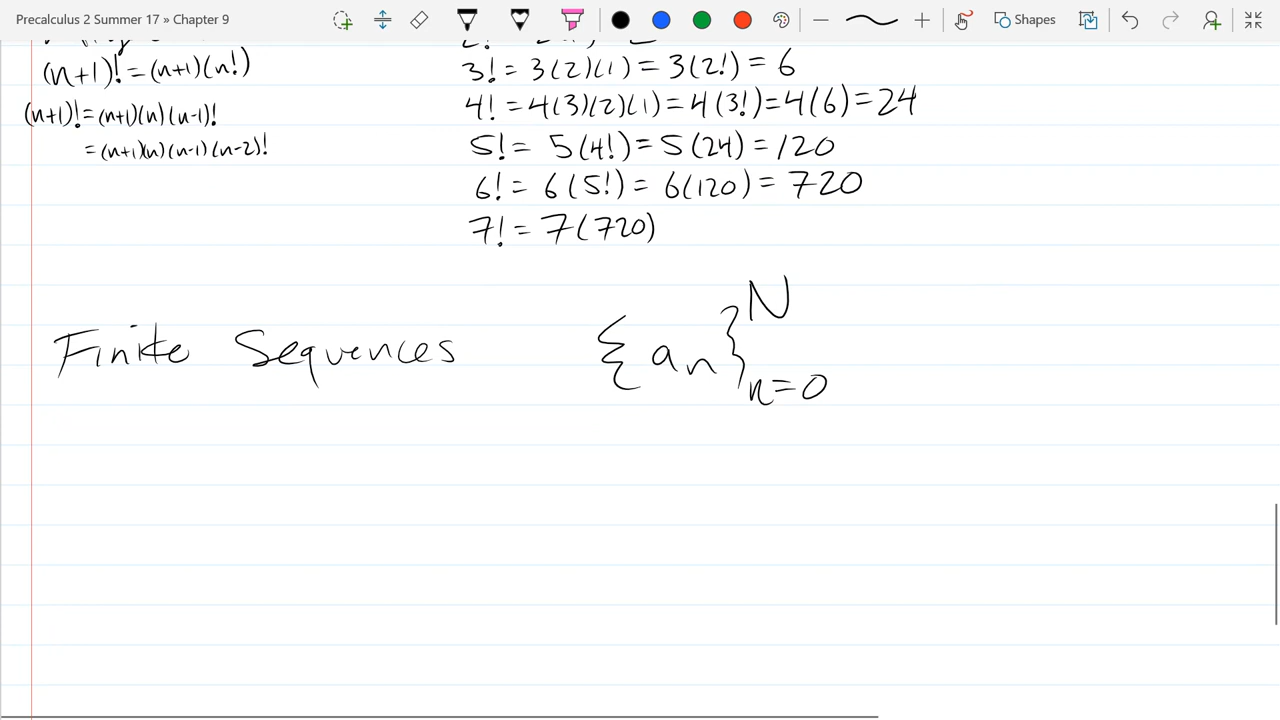 Precalculus 2 Summer 17 » Chapter 9
Shapes
(n+1)! = (n+1)(n!)
(n+1)! = (n+1)(n)(n-1)!
= (n+1)(n)(n-1)(n-2)!
3! = 3(2)(1) = 3(2!) = 6
4! = 4(3)(2)(1) = 4(3!) = 4(6) = 24
5! = 5(4!) = 5(24) = 120
6! = 6(5!) = 6(120) = 720
7! = 7(720)
Finite Sequences {a_n}^N_{n=0}